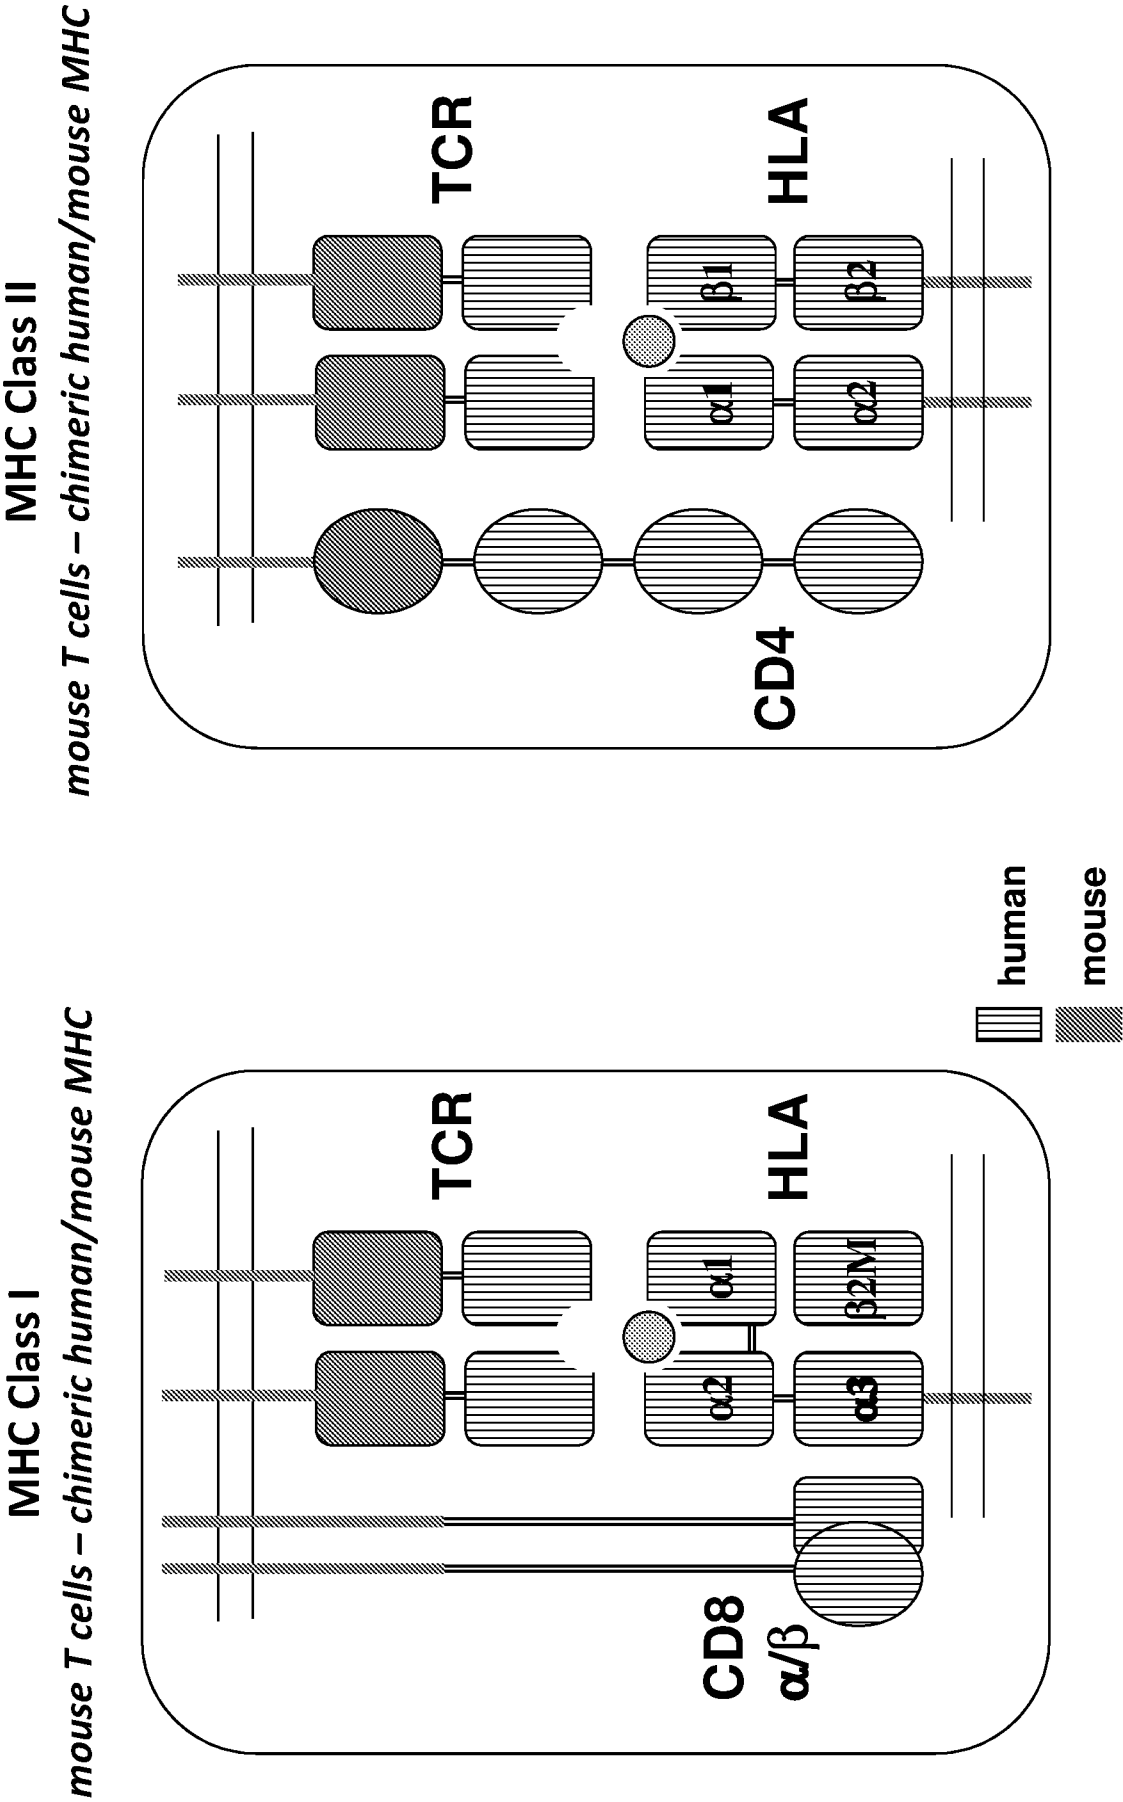 MHC Class I
mouse T cells – chimeric human/mouse MHC
TCR
CD8
α/β
HLA
α2
α1
α3
β2M
human
mouse
MHC Class II
mouse T cells – chimeric human/mouse MHC
TCR
CD4
HLA
α1
β1
α2
β2